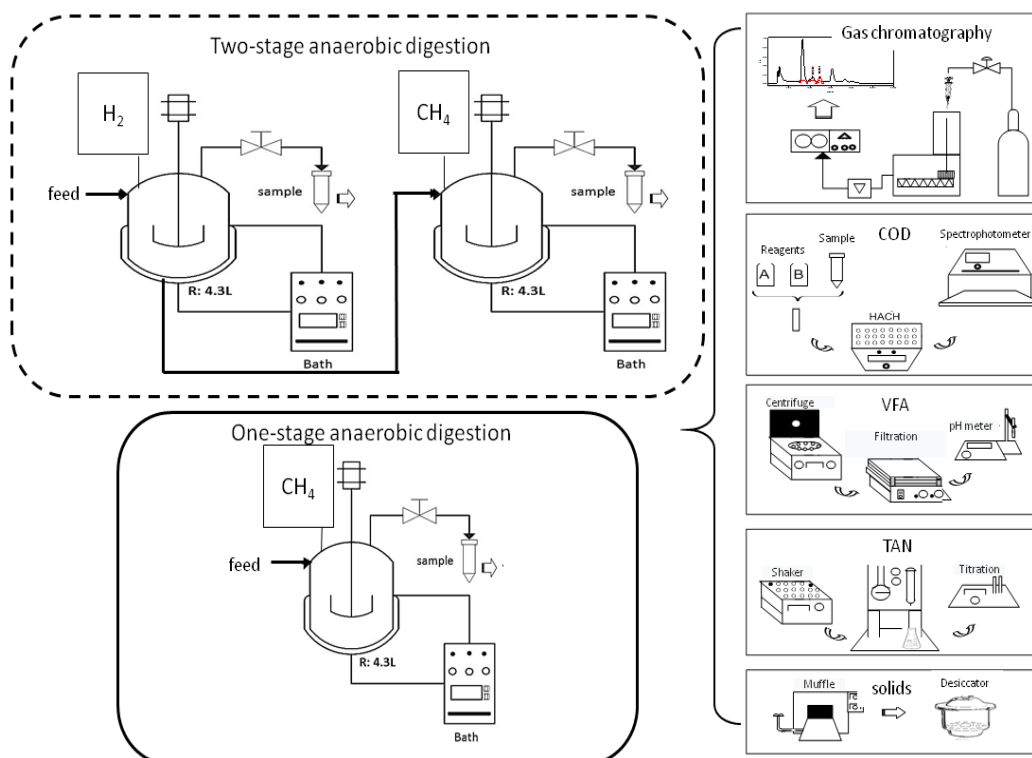 Two-stage anaerobic digestion
H₂
feed
sample
R: 4.3L
Bath
CH₄
sample
R: 4.3L
Bath
One-stage anaerobic digestion
CH₄
feed
sample
R: 4.3L
Bath
Gas chromatography
COD
Reagents
A
B
Sample
Spectrophotometer
HACH
VFA
Centrifuge
Filtration
pH meter
TAN
Shaker
Titration
solids
Muffle
Desiccator